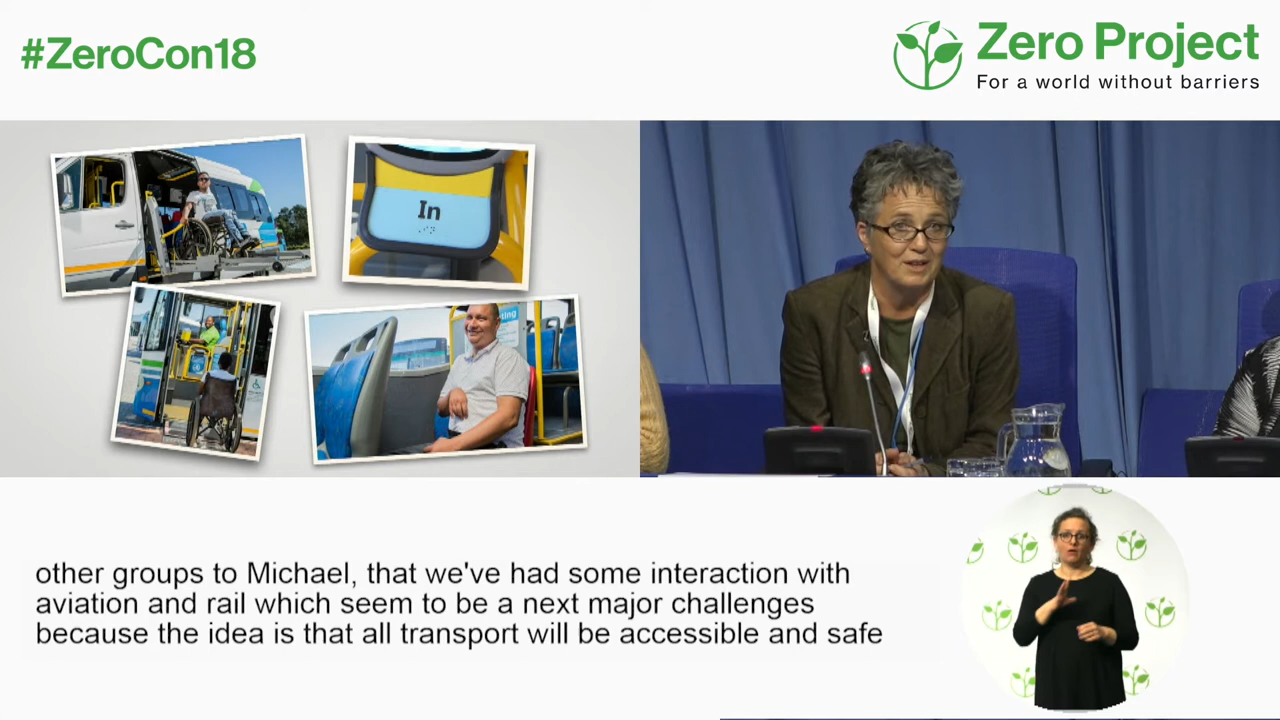 #ZeroCon18
Zero Project
For a world without barriers
In
other groups to Michael, that we've had some interaction with
aviation and rail which seem to be a next major challenges
because the idea is that all transport will be accessible and safe